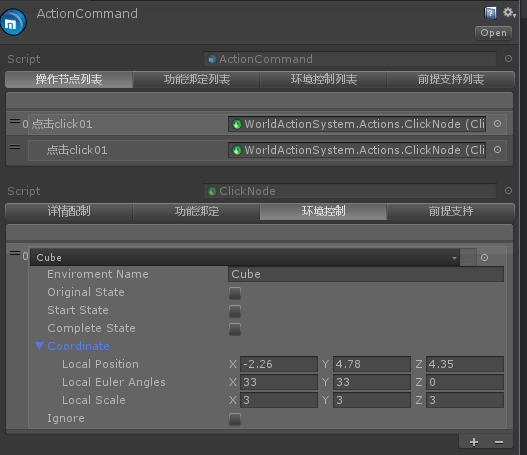 ActionCommand
Open
Script ActionCommand
操作节点列表 功能绑定列表 环境控制列表 前提支持列表
0 点击click01 WorldActionSystem.Actions.ClickNode (Cli
点击click01 WorldActionSystem.Actions.ClickNode (Cli
Script ClickNode
详情配制 功能绑定 环境控制 前提支持
0 Cube
Enviroment Name Cube
Original State
Start State
Complete State
Coordinate
Local Position X -2.26 Y 4.78 Z 4.35
Local Euler Angles X 33 Y 33 Z 0
Local Scale X 3 Y 3 Z 3
Ignore
+ −